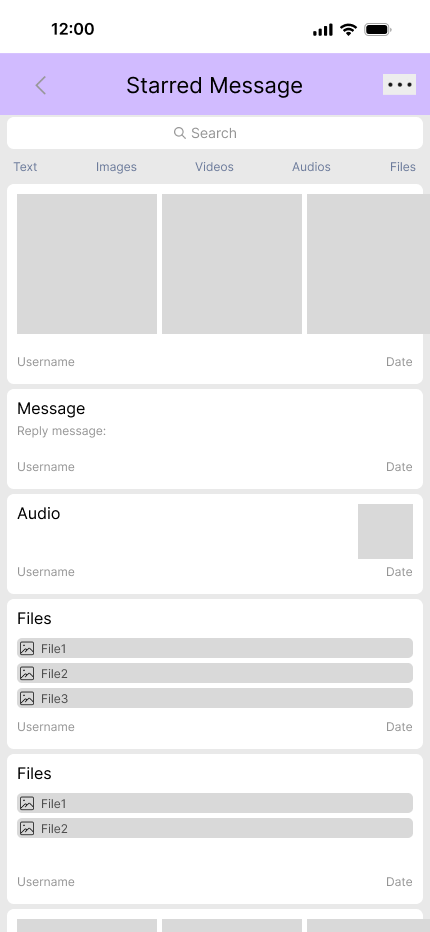 12:00
Starred Message
Search
Text Images Videos Audios Files
Username Date
Message
Reply message:
Username Date
Audio
Username Date
Files
File1
File2
File3
Username Date
Files
File1
File2
Username Date